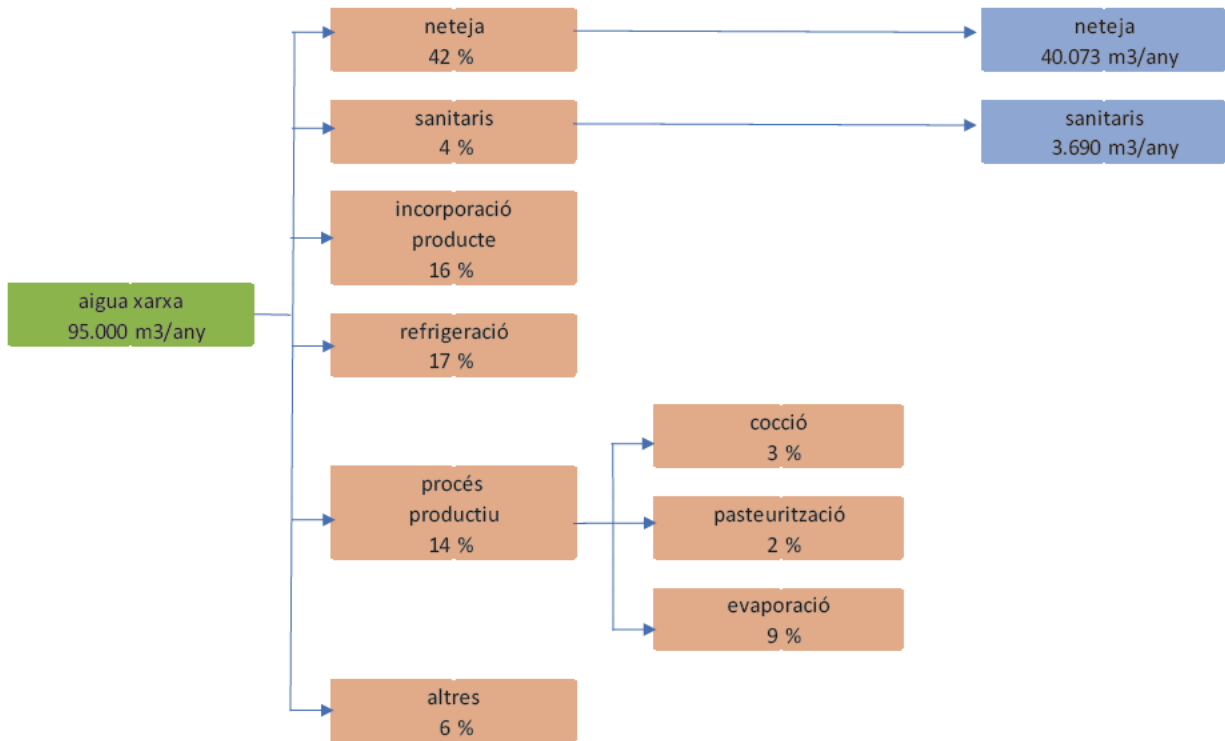 neteja
42 %
neteja
40.073 m3/any
sanitaris
4 %
sanitaris
3.690 m3/any
incorporació
producte
16 %
aigua xarxa
95.000 m3/any
refrigeració
17 %
procés
productiu
14 %
cocció
3 %
pasteurització
2 %
evaporació
9 %
altres
6 %